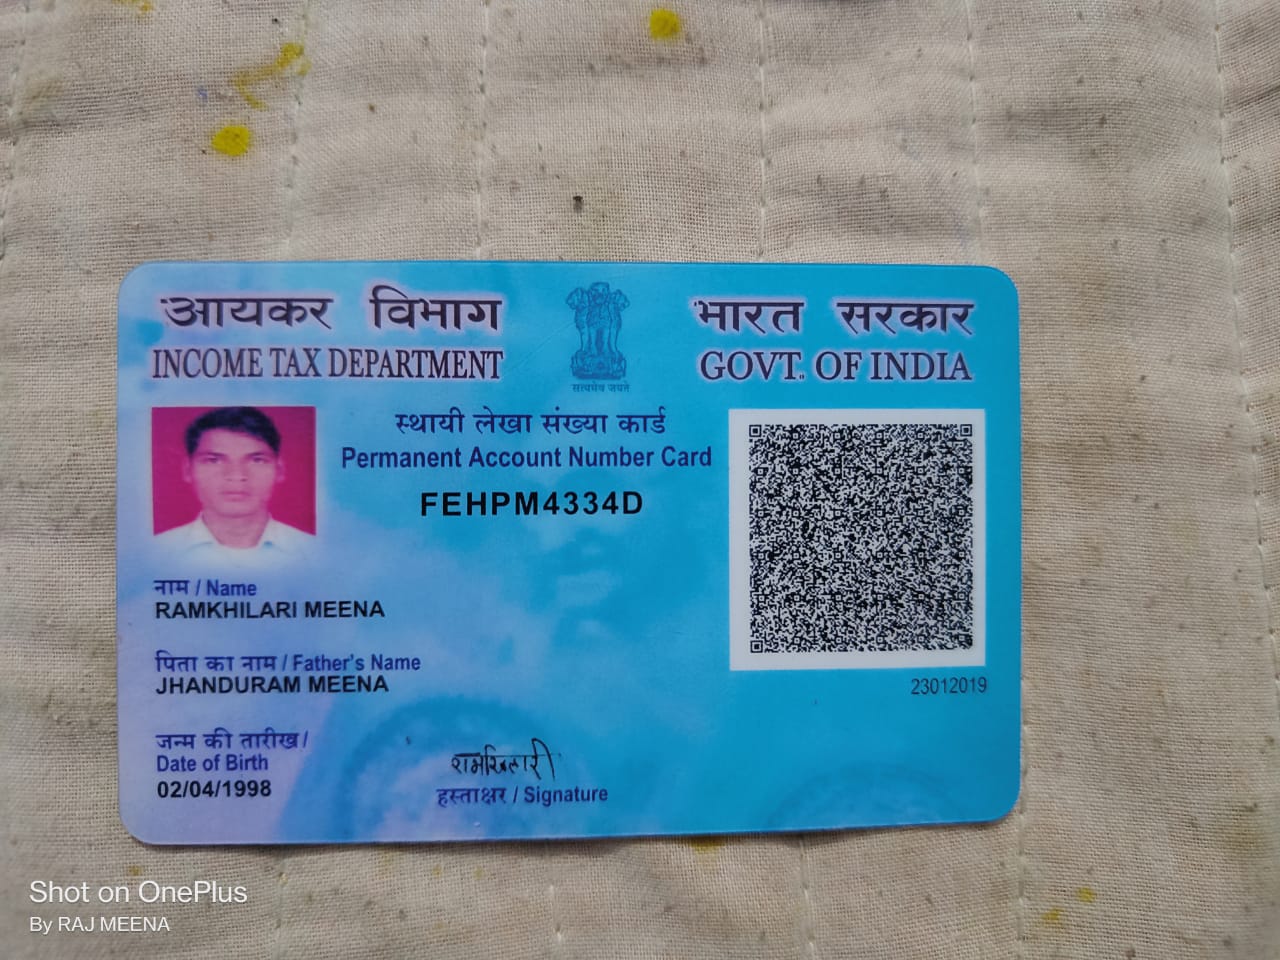 आयकर विभाग
INCOME TAX DEPARTMENT
सत्यमेव जयते
भारत सरकार
GOVT. OF INDIA
स्थायी लेखा संख्या कार्ड
Permanent Account Number Card
FEHPM4334D
नाम / Name
RAMKHILARI MEENA
पिता का नाम / Father's Name
JHANDURAM MEENA
23012019
जन्म की तारीख /
Date of Birth
02/04/1998
रामखिलारी
हस्ताक्षर / Signature
Shot on OnePlus
By RAJ MEENA